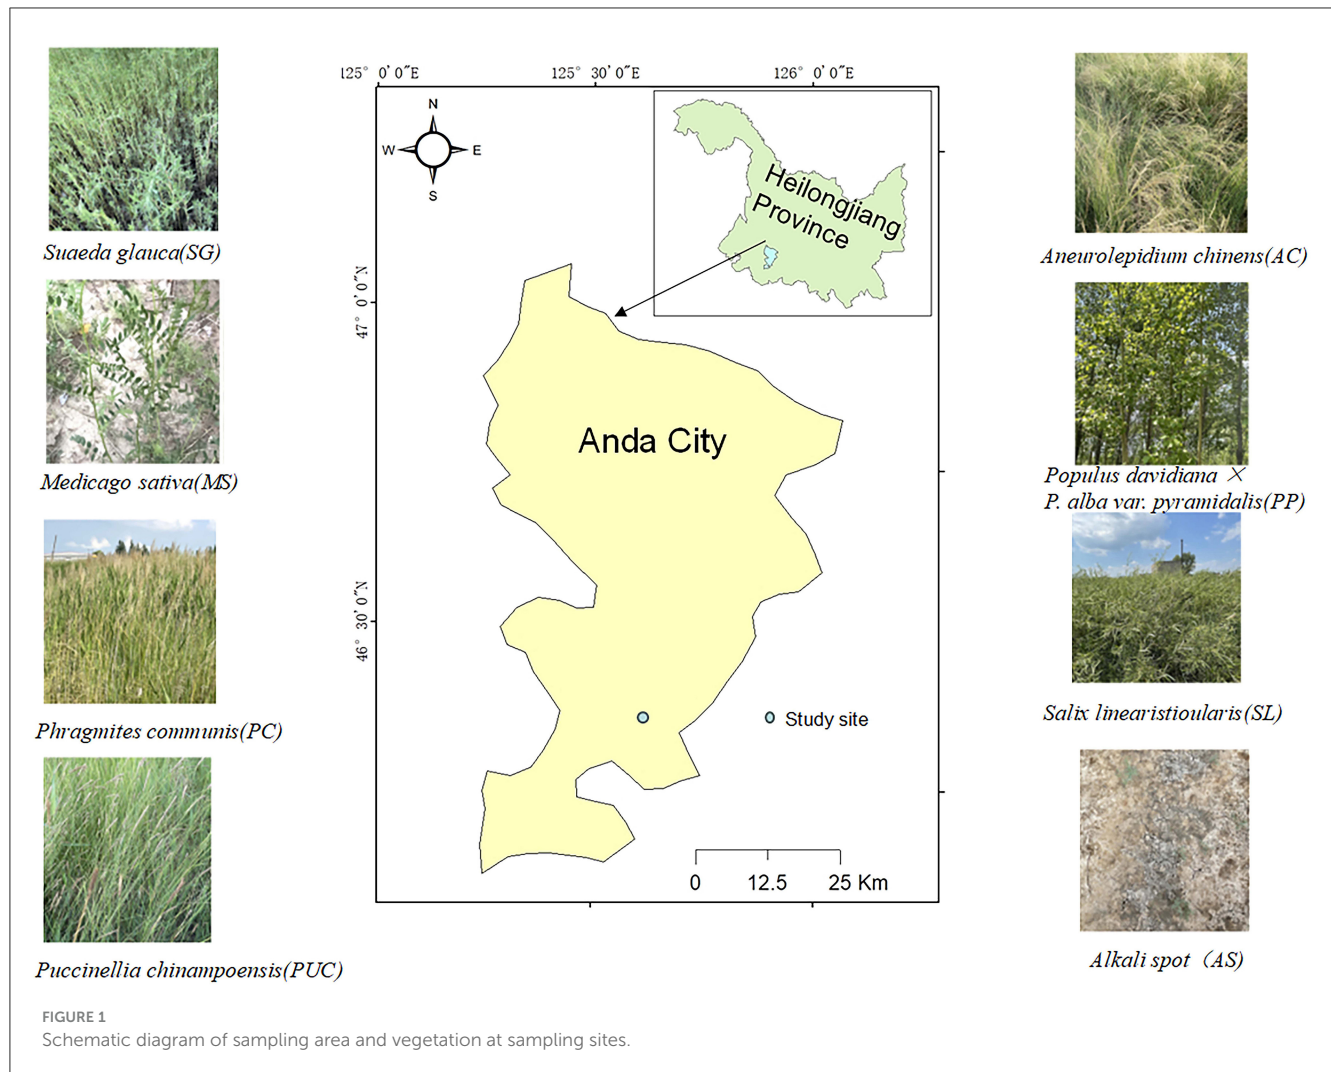 125° 0′0″E
125° 30′0″E
126° 0′0″E
N
W
E
S
Heilongjiang
Province
47° 0′0″N
46° 30′0″N
Anda City
Study site
0
12.5
25 Km
Suaeda glauca(SG)
Medicago sativa(MS)
Phragmites communis(PC)
Puccinellia chinampoensis(PUC)
Aneurolepidium chinens(AC)
Populus davidiana ×
P. alba var. pyramidalis(PP)
Salix linearistioularis(SL)
Alkali spot（AS)
FIGURE 1
Schematic diagram of sampling area and vegetation at sampling sites.